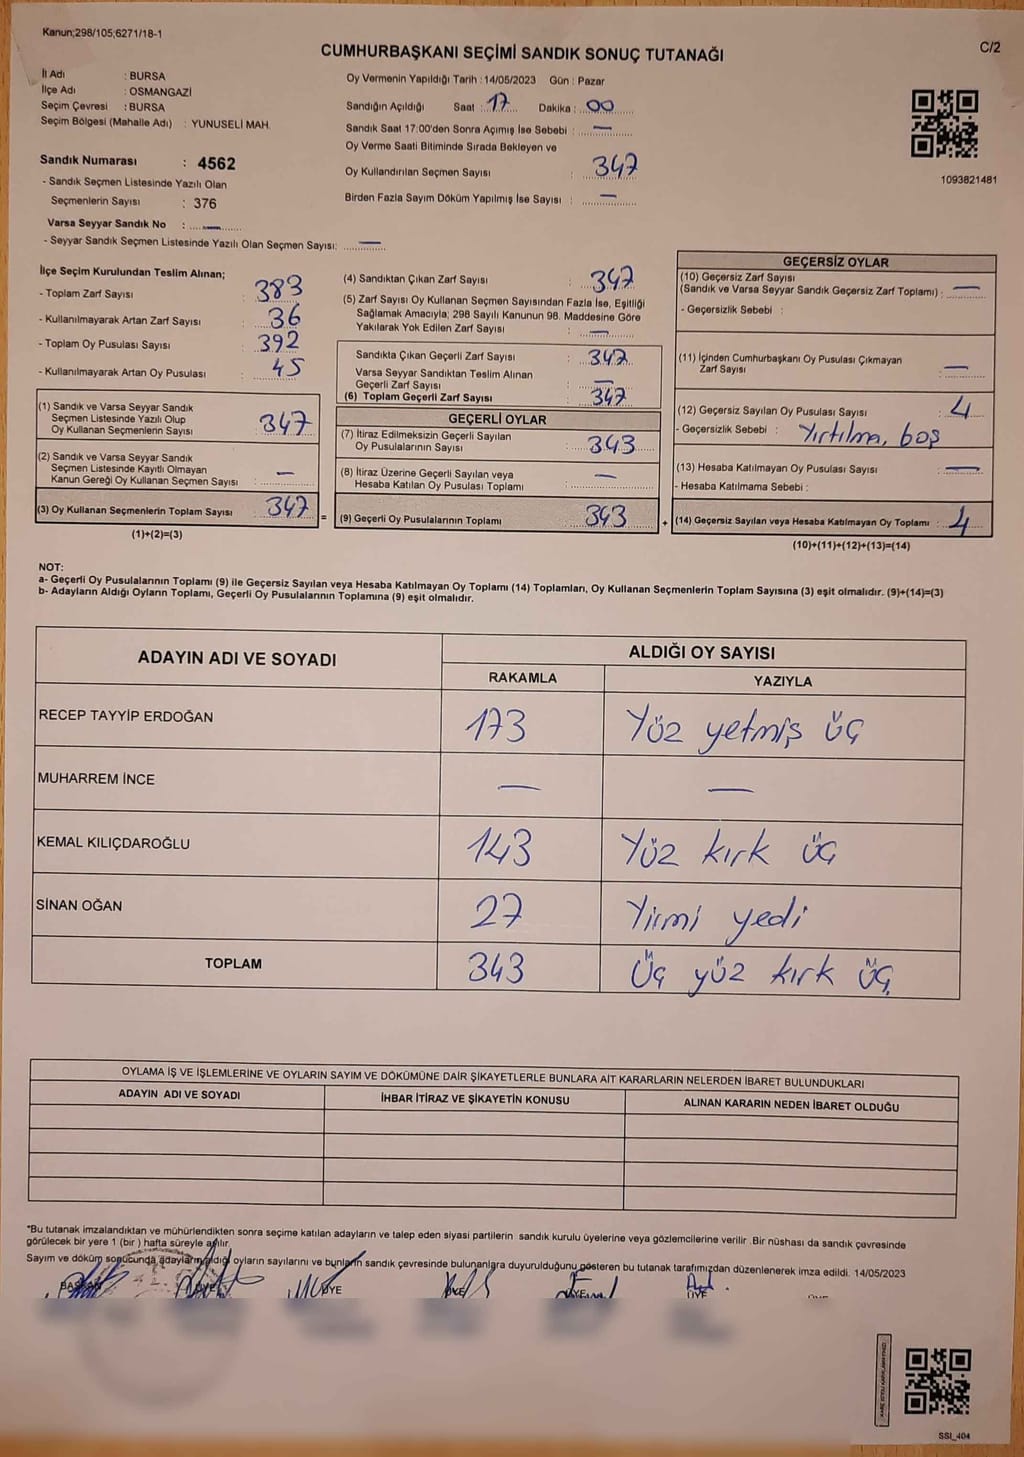 Kanun;298/105;6271/18-1
C/2
CUMHURBAŞKANI SEÇİMİ SANDIK SONUÇ TUTANAĞI
İl Adı : BURSA
İlçe Adı : OSMANGAZİ
Seçim Çevresi : BURSA
Seçim Bölgesi (Mahalle Adı) : YUNUSELİ MAH.
Sandık Numarası : 4562
- Sandık Seçmen Listesinde Yazılı Olan
Seçmenlerin Sayısı : 376
Varsa Seyyar Sandık No : —
- Seyyar Sandık Seçmen Listesinde Yazılı Olan Seçmen Sayısı: —
Oy Vermenin Yapıldığı Tarih : 14/05/2023 Gün : Pazar
Sandığın Açıldığı Saat : 17 Dakika : 00
Sandık Saat 17:00'den Sonra Açımış İse Sebebi : —
Oy Verme Saati Bitiminde Sırada Bekleyen ve
Oy Kullandırılan Seçmen Sayısı : 347
Birden Fazla Sayım Döküm Yapılmış İse Sayısı : —
1093821481
İlçe Seçim Kurulundan Teslim Alınan;
- Toplam Zarf Sayısı : 383
- Kullanılmayarak Artan Zarf Sayısı : 36
- Toplam Oy Pusulası Sayısı : 392
- Kullanılmayarak Artan Oy Pusulası : 45
(1) Sandık ve Varsa Seyyar Sandık
Seçmen Listesinde Yazılı Olup
Oy Kullanan Seçmenlerin Sayısı : 347
(2) Sandık ve Varsa Seyyar Sandık
Seçmen Listesinde Kayıtlı Olmayan
Kanun Gereği Oy Kullanan Seçmen Sayısı : —
(3) Oy Kullanan Seçmenlerin Toplam Sayısı : 347
(1)+(2)=(3)
(4) Sandıktan Çıkan Zarf Sayısı : 347
(5) Zarf Sayısı Oy Kullanan Seçmen Sayısından Fazla İse, Eşitliği
Sağlamak Amacıyla; 298 Sayılı Kanunun 98. Maddesine Göre
Yakılarak Yok Edilen Zarf Sayısı : —
Sandıkta Çıkan Geçerli Zarf Sayısı : 347
Varsa Seyyar Sandıktan Teslim Alınan
Geçerli Zarf Sayısı : —
(6) Toplam Geçerli Zarf Sayısı : 347
GEÇERLİ OYLAR
(7) İtiraz Edilmeksizin Geçerli Sayılan
Oy Pusulalarının Sayısı : 343
(8) İtiraz Üzerine Geçerli Sayılan veya
Hesaba Katılan Oy Pusulası Toplamı : —
= (9) Geçerli Oy Pusulalarının Toplamı 343
GEÇERSİZ OYLAR
(10) Geçersiz Zarf Sayısı
(Sandık ve Varsa Seyyar Sandık Geçersiz Zarf Toplamı) : —
- Geçersizlik Sebebi :
(11) İçinden Cumhurbaşkanı Oy Pusulası Çıkmayan
Zarf Sayısı : —
(12) Geçersiz Sayılan Oy Pusulası Sayısı : 4
- Geçersizlik Sebebi : Yırtılma, boş
(13) Hesaba Katılmayan Oy Pusulası Sayısı : —
- Hesaba Katılmama Sebebi :
+ (14) Geçersiz Sayılan veya Hesaba Katılmayan Oy Toplamı : 4
(10)+(11)+(12)+(13)=(14)
NOT:
a- Geçerli Oy Pusulalarının Toplamı (9) ile Geçersiz Sayılan veya Hesaba Katılmayan Oy Toplamı (14) Toplamları, Oy Kullanan Seçmenlerin Toplam Sayısına (3) eşit olmalıdır. (9)+(14)=(3)
b- Adayların Aldığı Oyların Toplamı, Geçerli Oy Pusulalarının Toplamına (9) eşit olmalıdır.
ADAYIN ADI VE SOYADI
ALDIĞI OY SAYISI
RAKAMLA YAZIYLA
RECEP TAYYİP ERDOĞAN 173 Yüz yetmiş üç
MUHARREM İNCE — —
KEMAL KILIÇDAROĞLU 143 Yüz kırk üç
SİNAN OĞAN 27 Yirmi yedi
TOPLAM 343 Üç yüz kırk üç
OYLAMA İŞ VE İŞLEMLERİNE VE OYLARIN SAYIM VE DÖKÜMÜNE DAİR ŞİKAYETLERLE BUNLARA AİT KARARLARIN NELERDEN İBARET BULUNDUKLARI
ADAYIN ADI VE SOYADI İHBAR İTİRAZ VE ŞİKAYETİN KONUSU ALINAN KARARIN NEDEN İBARET OLDUĞU
*Bu tutanak imzalandıktan ve mühürlendikten sonra seçime katılan adayların ve talep eden siyasi partilerin sandık kurulu üyelerine veya gözlemcilerine verilir .Bir nüshası da sandık çevresinde
görülecek bir yere 1 (bir ) hafta süreyle asılır.
Sayım ve döküm sonucunda adayların aldığı oyların sayılarını ve bunların sandık çevresinde bulunanlara duyurulduğunu gösteren bu tutanak tarafımızdan düzenlenerek imza edildi. 14/05/2023
BAŞKAN ÜYE ÜYE ÜYE ÜYE ÜYE
SSI_404